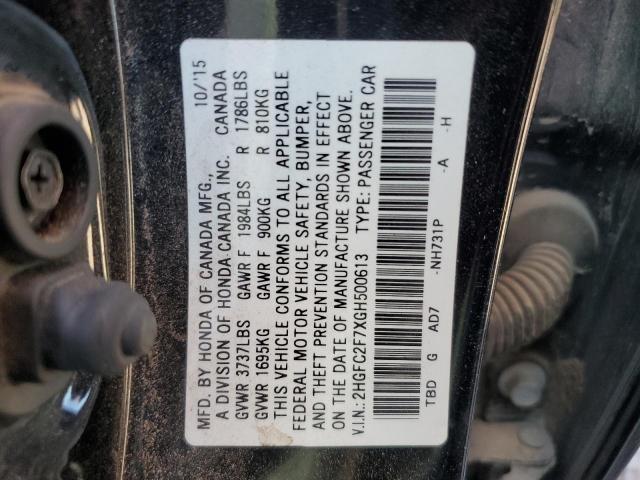 MFD. BY HONDA OF CANADA MFG., 10/'15
A DIVISION OF HONDA CANADA INC. CANADA
GVWR 3737LBS GAWR F 1984LBS R 1786LBS
GVWR 1695KG GAWR F 900KG R 810KG
THIS VEHICLE CONFORMS TO ALL APPLICABLE
FEDERAL MOTOR VEHICLE SAFETY, BUMPER,
AND THEFT PREVENTION STANDARDS IN EFFECT
ON THE DATE OF MANUFACTURE SHOWN ABOVE.
V.I.N.: 2HGFC2F7XGH500613 TYPE: PASSENGER CAR
TBD G AD7 -NH731P -A -H